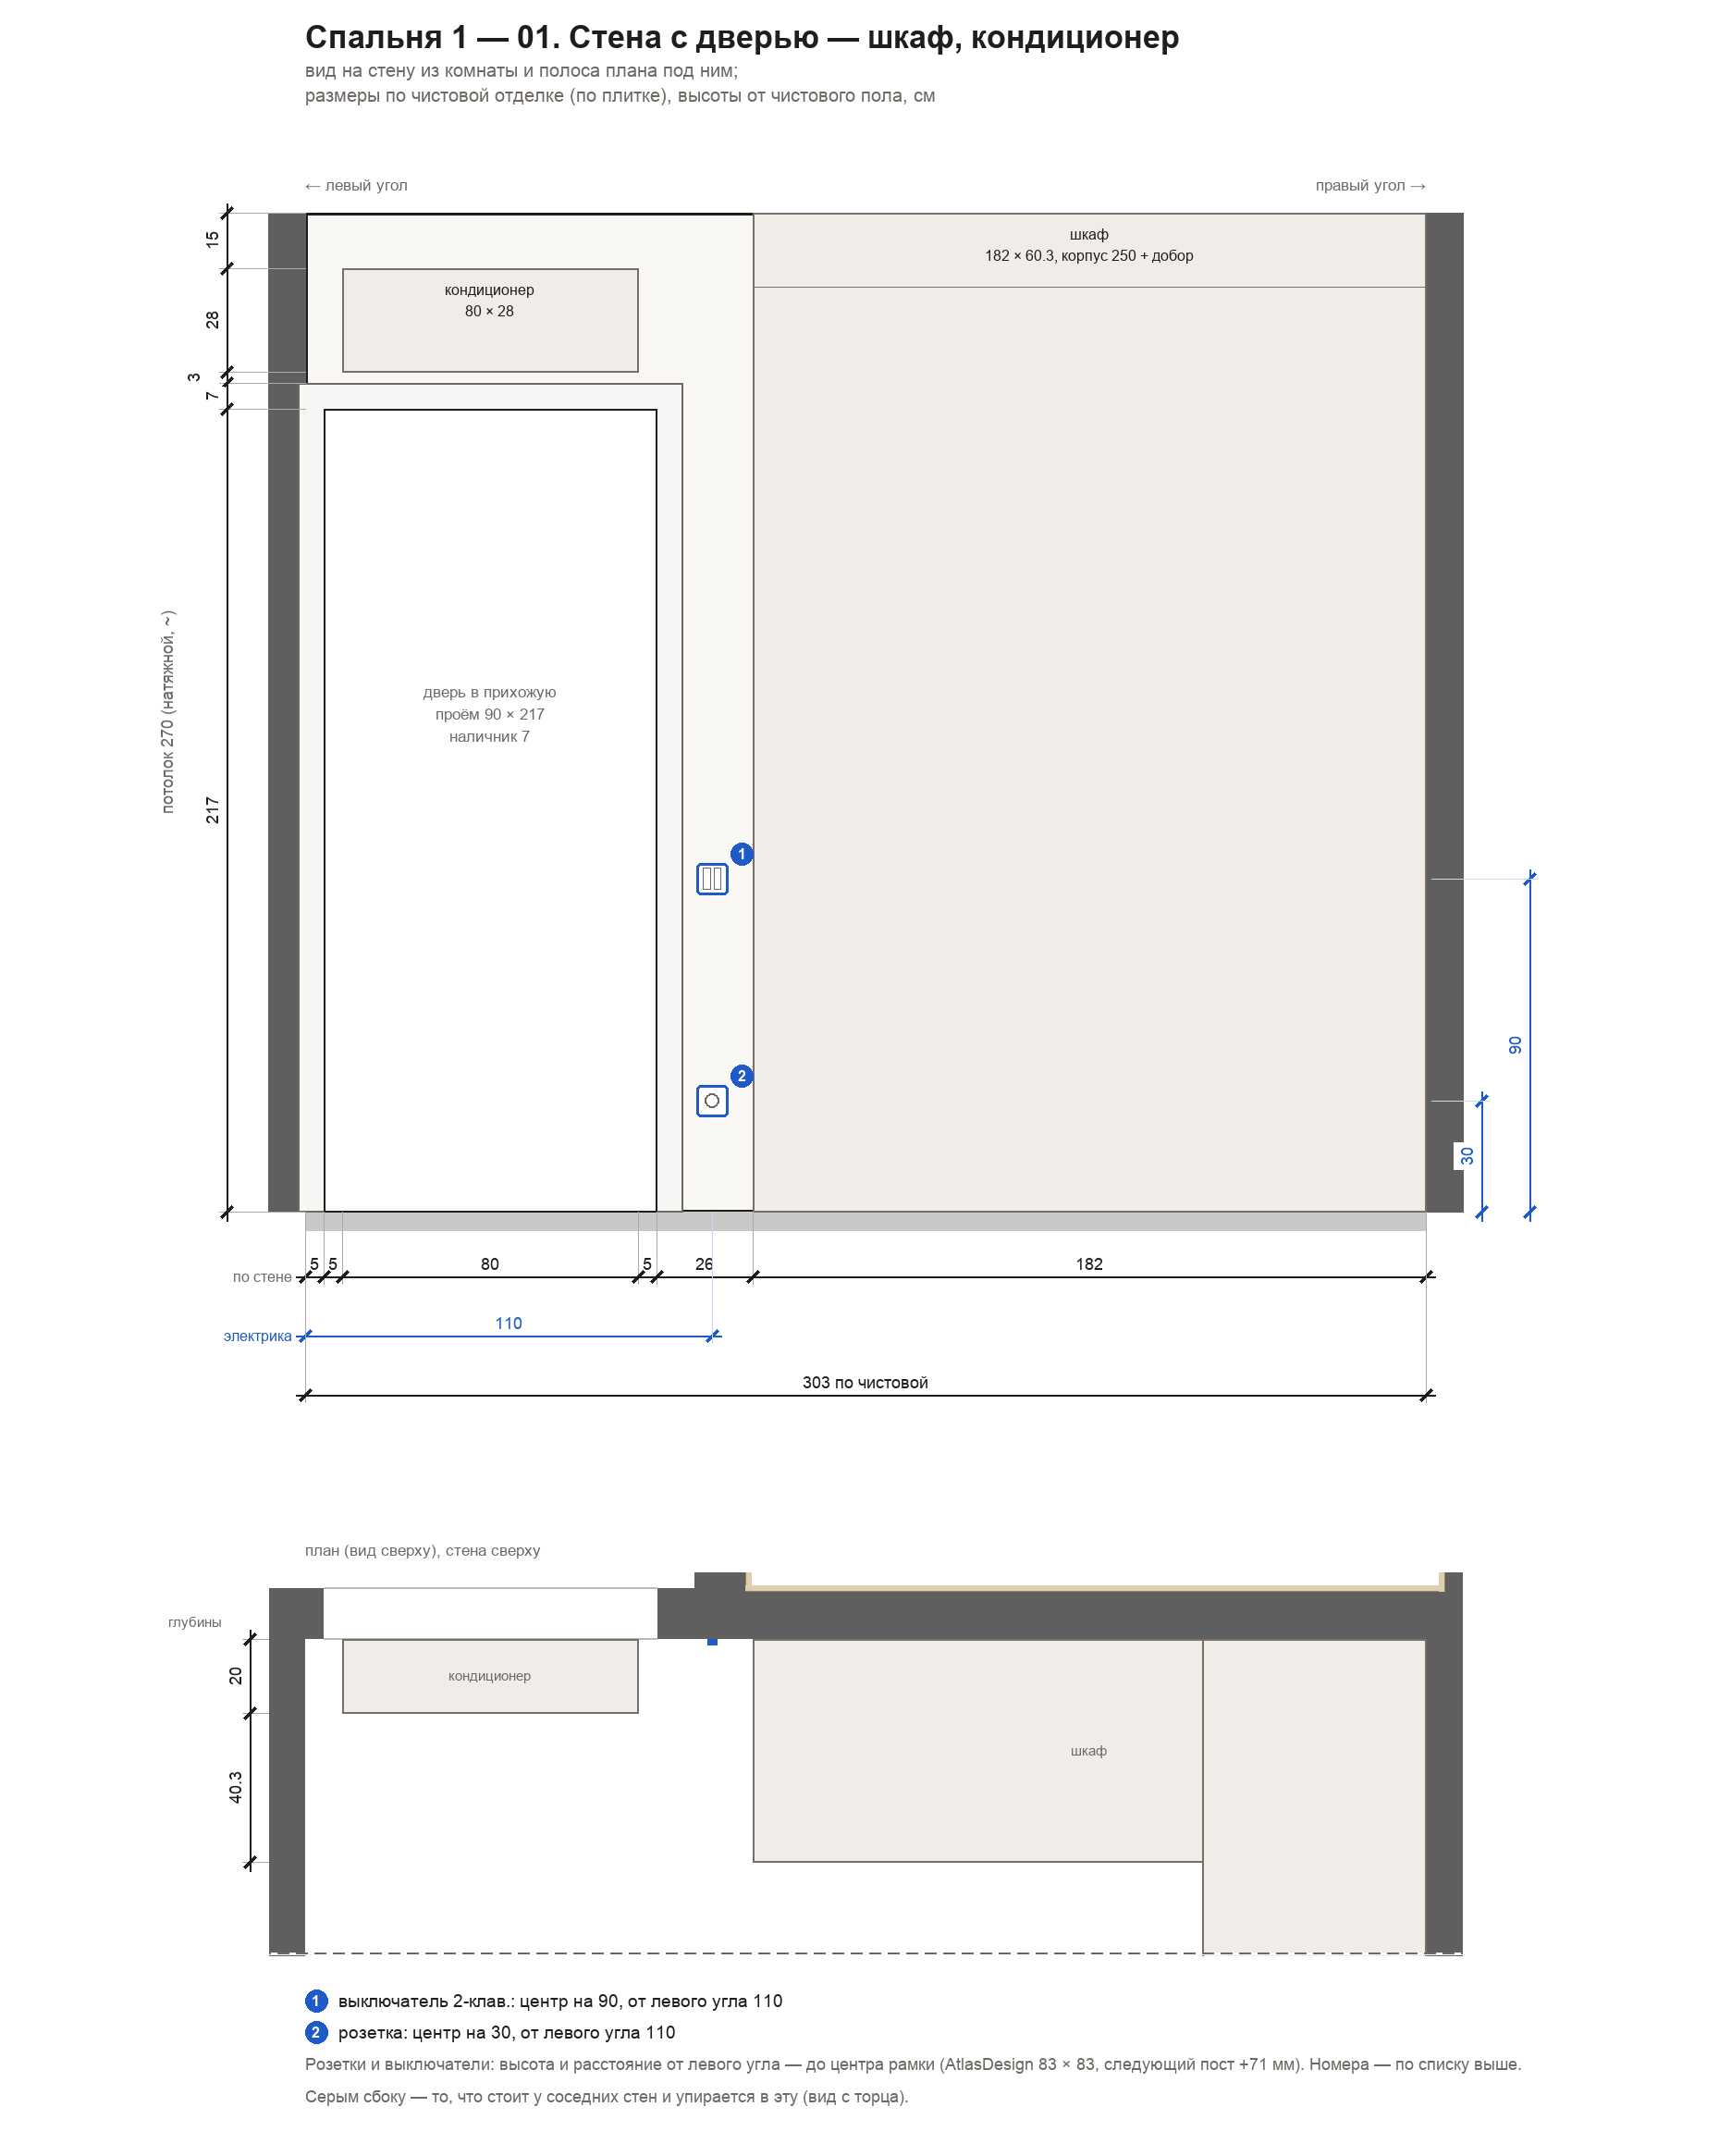 Спальня 1 — 01. Стена с дверью — шкаф, кондиционер
вид на стену из комнаты и полоса плана под ним;
размеры по чистовой отделке (по плитке), высоты от чистового пола, см
← левый угол
правый угол →
шкаф
182 × 60.3, корпус 250 + добор
кондиционер
80 × 28
15
28
3
7
217
потолок 270 (натяжной, ~)
дверь в прихожую
проём 90 × 217
наличник 7
1
2
90
30
по стене
5
5
80
5
26
182
электрика
110
303 по чистовой
план (вид сверху), стена сверху
глубины
20
40.3
кондиционер
шкаф
1 выключатель 2-клав.: центр на 90, от левого угла 110
2 розетка: центр на 30, от левого угла 110
Розетки и выключатели: высота и расстояние от левого угла — до центра рамки (AtlasDesign 83 × 83, следующий пост +71 мм). Номера — по списку выше.
Серым сбоку — то, что стоит у соседних стен и упирается в эту (вид с торца).